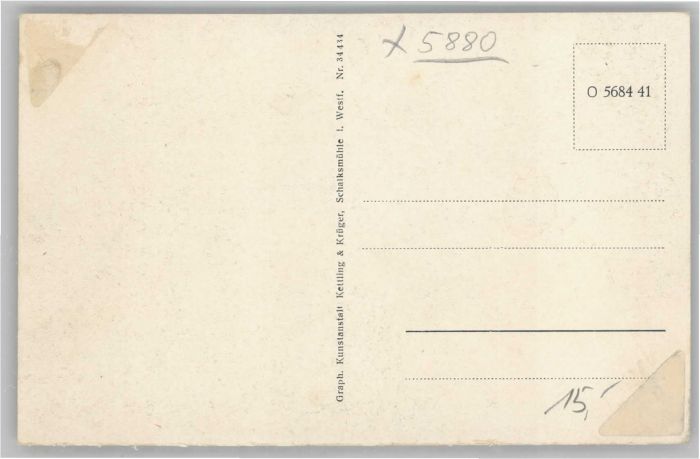 x 5880
O 5684 41
Graph. Kunstanstalt Kettling & Krüger, Schalksmühle i. Westf. Nr. 34434
15,-